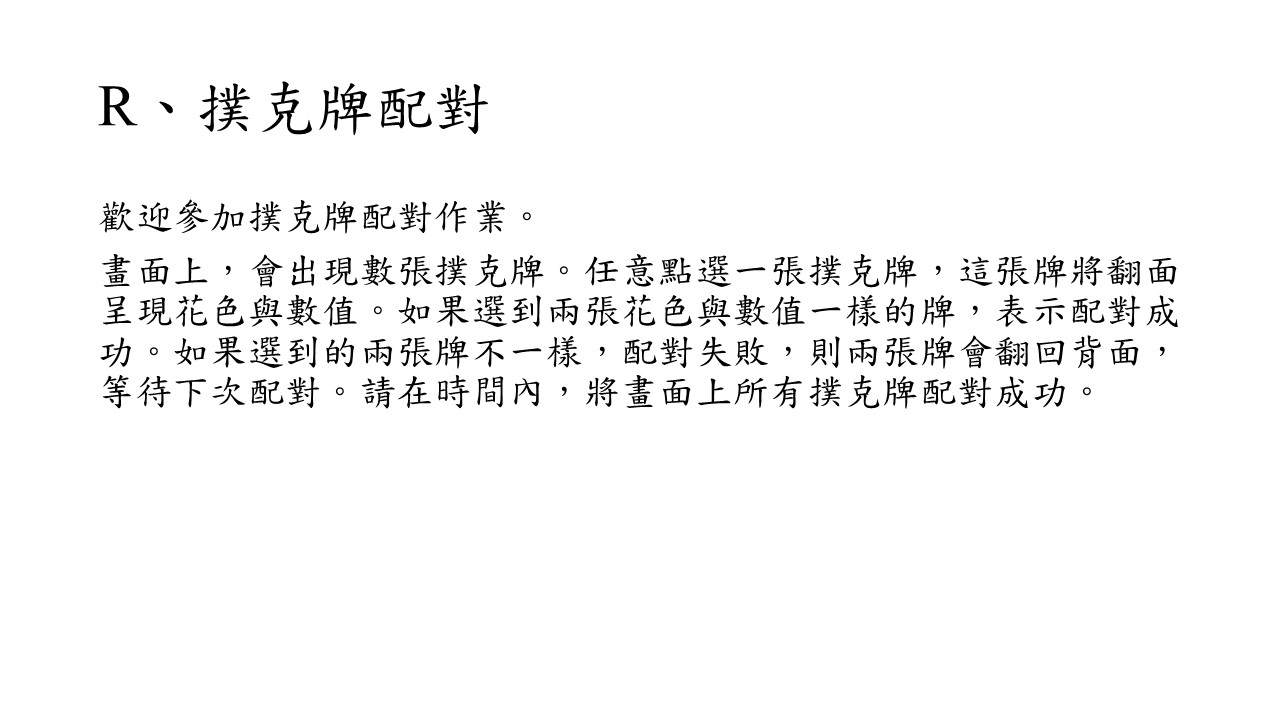 R、撲克牌配對
歡迎參加撲克牌配對作業。
畫面上，會出現數張撲克牌。任意點選一張撲克牌，這張牌將翻面
呈現花色與數值。如果選到兩張花色與數值一樣的牌，表示配對成
功。如果選到的兩張牌不一樣，配對失敗，則兩張牌會翻回背面，
等待下次配對。請在時間內，將畫面上所有撲克牌配對成功。